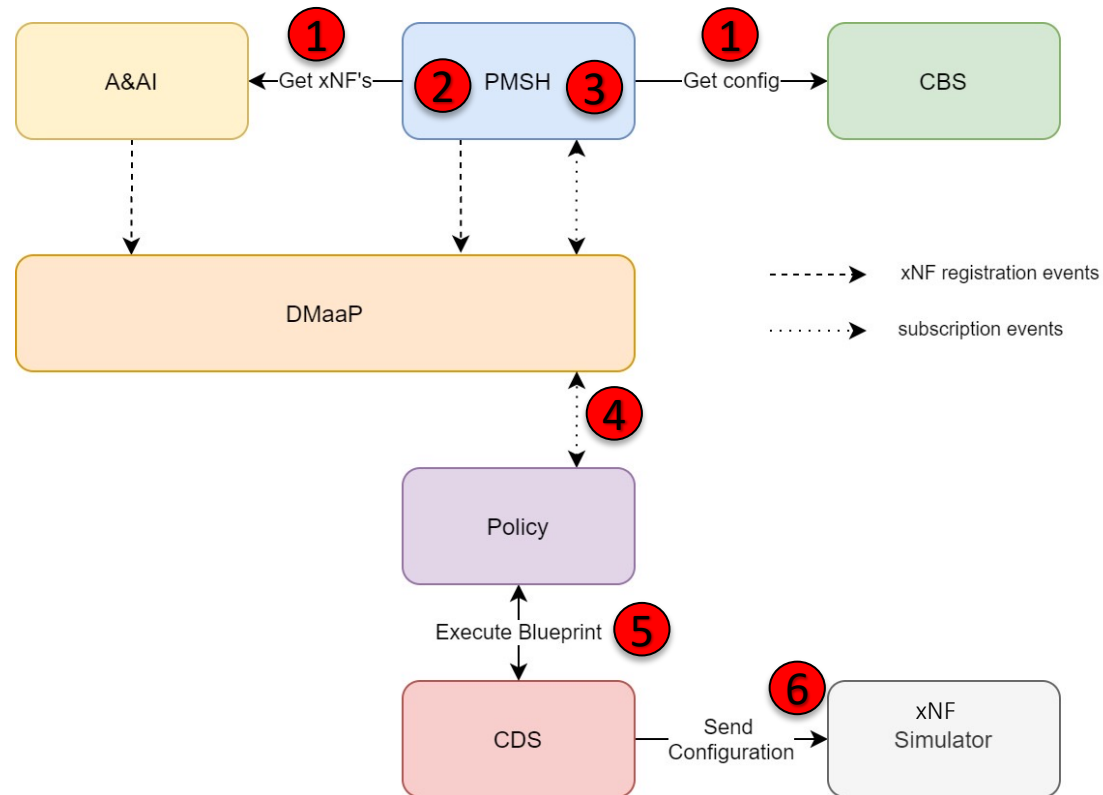 1
1
A&AI
Get xNF's
2
PMSH
3
Get config
CBS
xNF registration events
DMaaP
subscription events
4
Policy
Execute Blueprint
5
6
CDS
Send
Configuration
xNF
Simulator